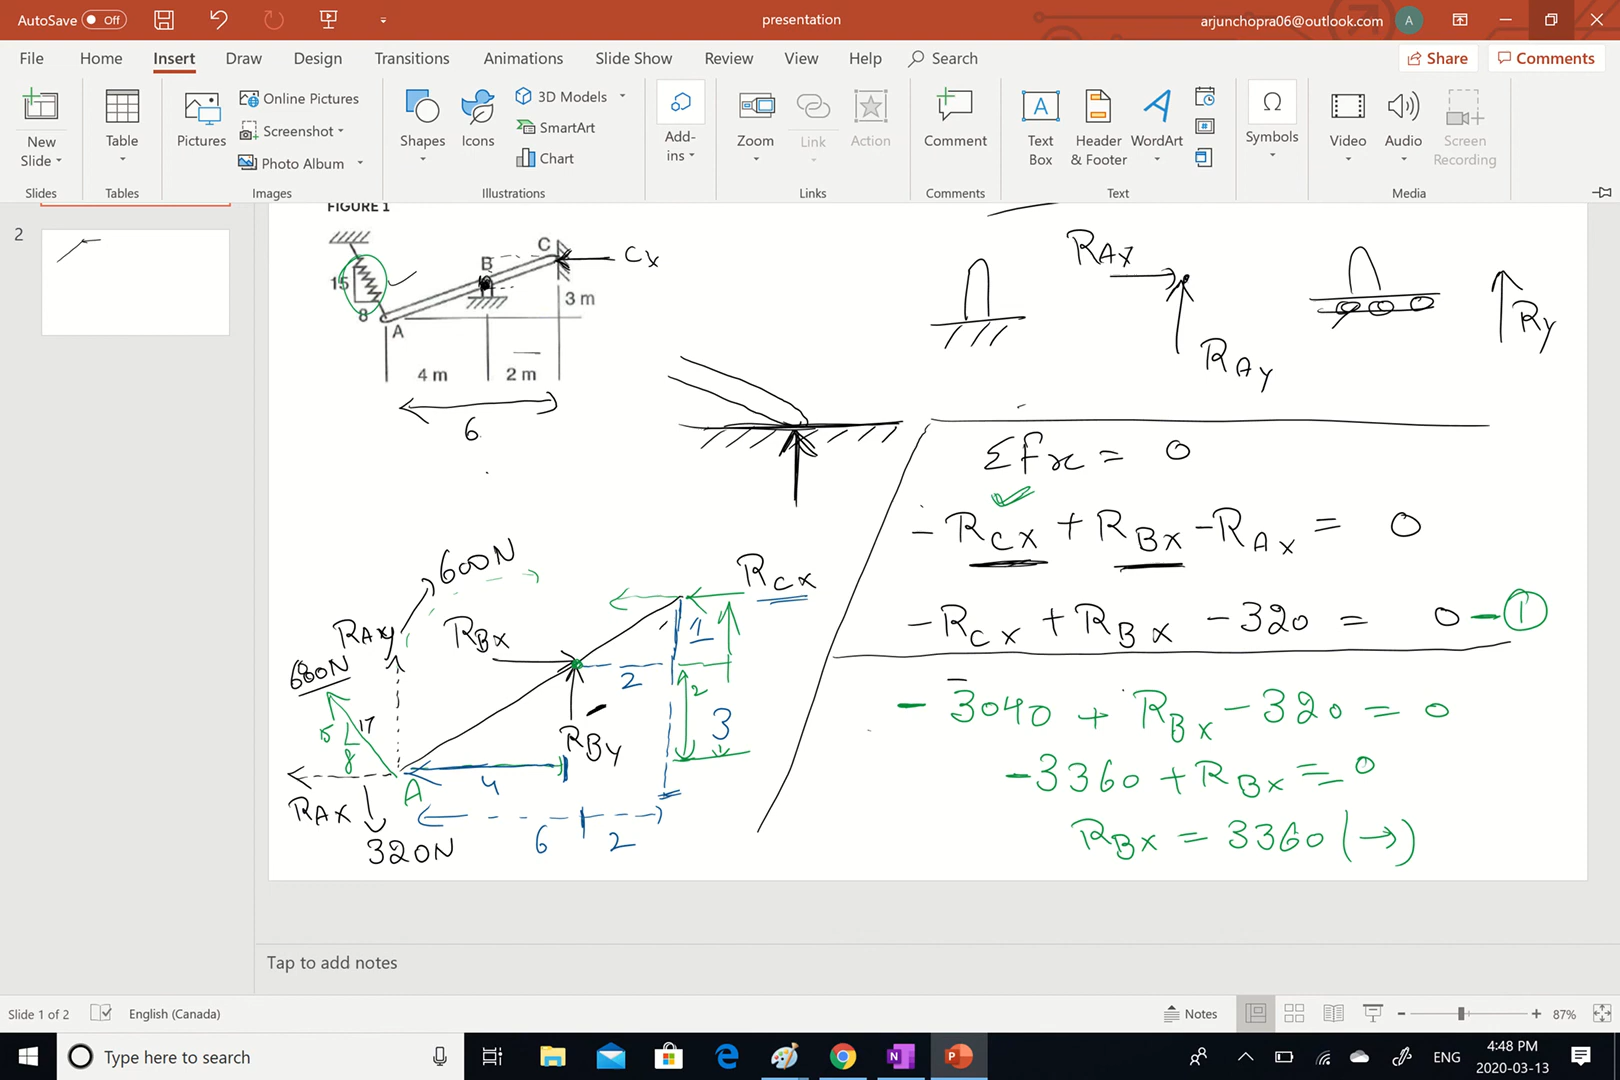 AutoSave Off
presentation
arjunchopra06@outlook.com A
File Home Insert Draw Design Transitions Animations Slide Show Review View Help Search Share Comments
New Slide
Table
Pictures
Online Pictures
Screenshot
Photo Album
Shapes
Icons
3D Models
SmartArt
Chart
Add-ins
Zoom
Link
Action
Comment
Text Box
Header & Footer
WordArt
Symbols
Video
Audio
Screen Recording
Slides Tables Images Illustrations Links Comments Text Media
2
FIGURE 1
15
8
A
B
C
Cx
3 m
4 m
2 m
6
RAx
RAy
Ry
Σfx = 0
- RCx + RBx - RAx = 0
- RCx + RBx - 320 = 0 - 1
- 3040 + RBx - 320 = 0
- 3360 + RBx = 0
RBx = 3360 (→)
600N
RAy
RBx
RCx
680N
15
17
8
A
RAx
320N
RBy
4
6
2
2
1
2
3
Tap to add notes
Slide 1 of 2
English (Canada)
Notes
87%
Type here to search
ENG
4:48 PM
2020-03-13